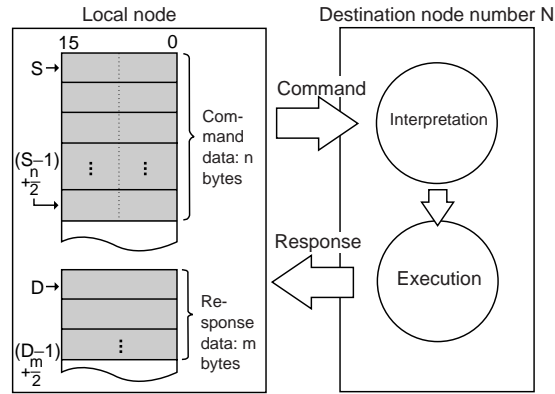 Local node
Destination node number N
15 0
S
Com-
mand
data: n
bytes
(S–1)
+n/2
Command
Interpretation
Response
Execution
D
Re-
sponse
data: m
bytes
(D–1)
+m/2